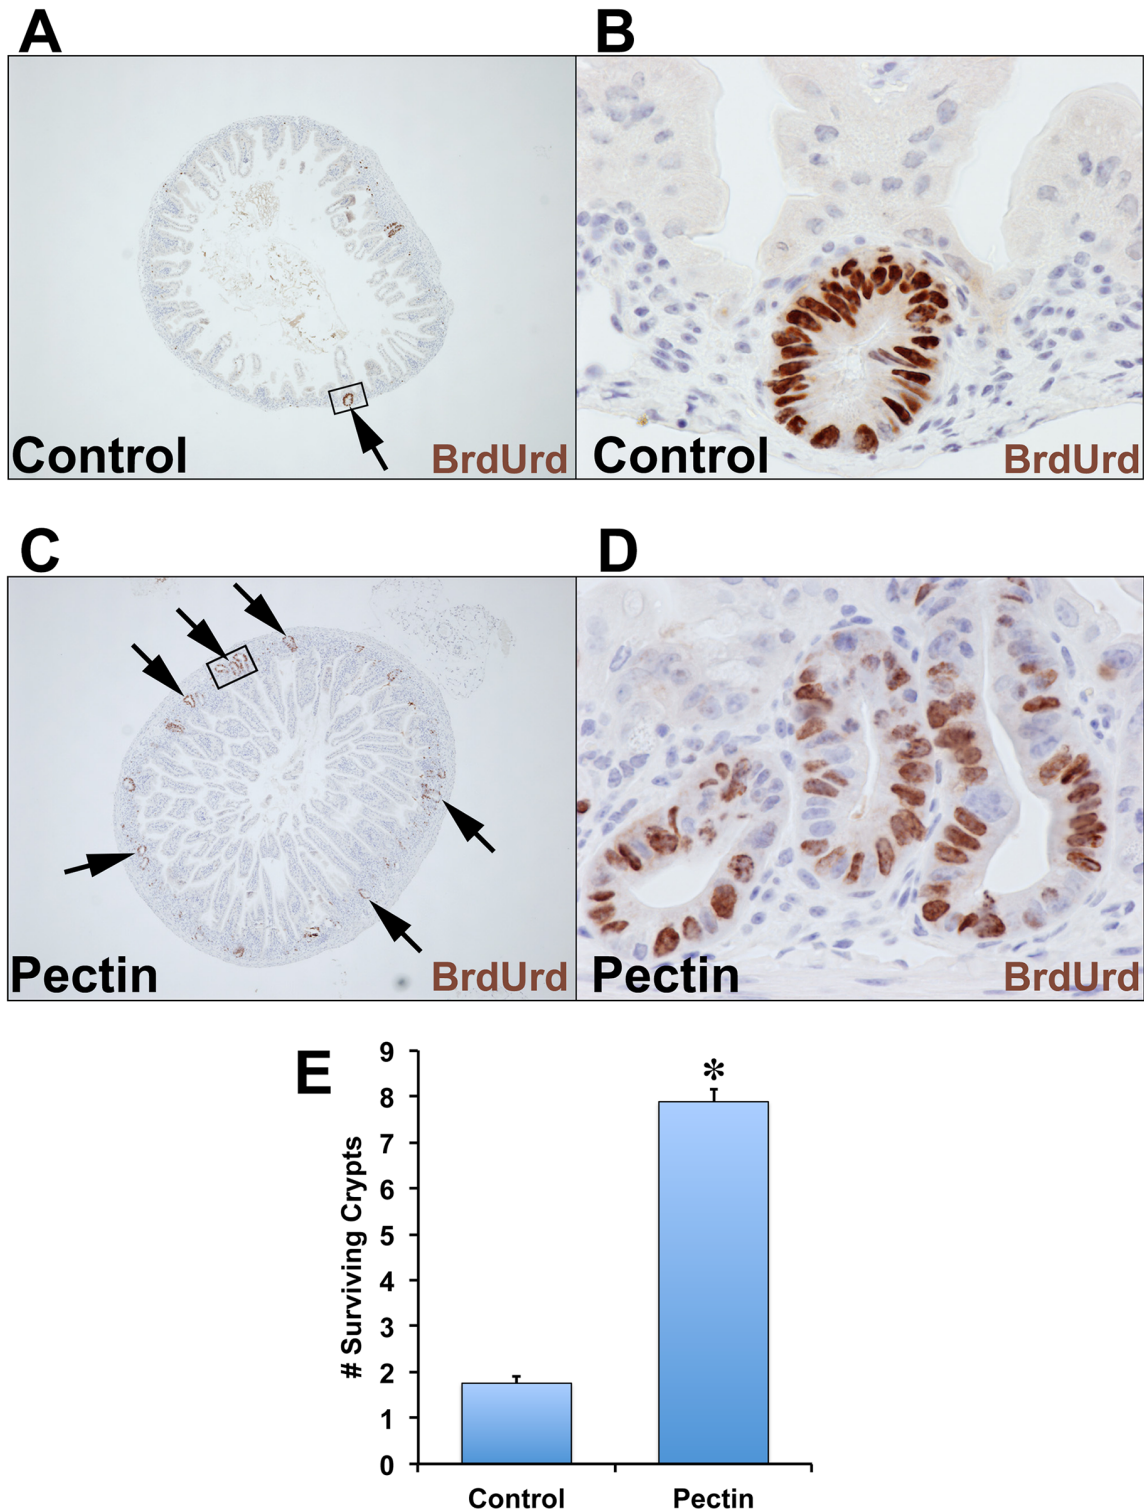 A
B
Control
BrdUrd
Control
BrdUrd
C
D
Pectin
BrdUrd
Pectin
BrdUrd
E
# Surviving Crypts
9
8
7
6
5
4
3
2
1
0
*
Control
Pectin